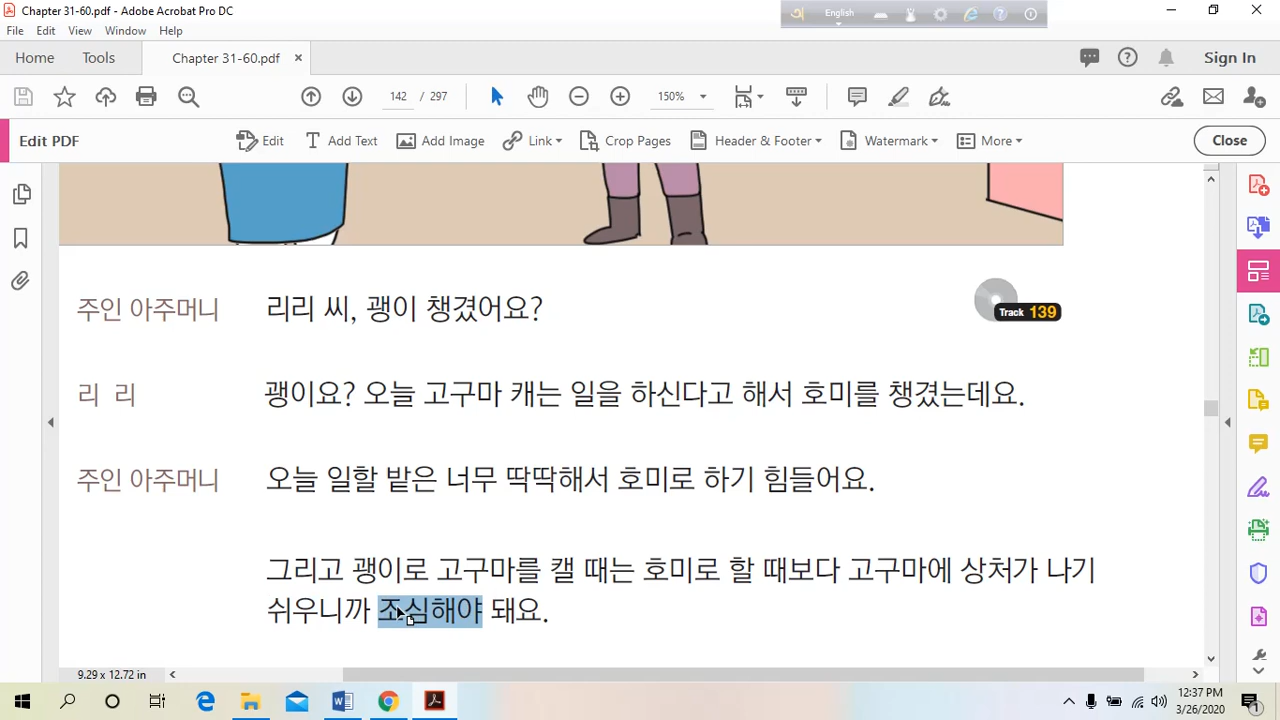 Chapter 31-60.pdf - Adobe Acrobat Pro DC
English
File Edit View Window Help
Home Tools Chapter 31-60.pdf × Sign In
142 / 297 150%
Edit PDF Edit Add Text Add Image Link Crop Pages Header & Footer Watermark More Close
주인 아주머니 리리 씨, 괭이 챙겼어요?
Track 139
리 리 괭이요? 오늘 고구마 캐는 일을 하신다고 해서 호미를 챙겼는데요.
주인 아주머니 오늘 일할 밭은 너무 딱딱해서 호미로 하기 힘들어요.
그리고 괭이로 고구마를 캘 때는 호미로 할 때보다 고구마에 상처가 나기
쉬우니까 조심해야 돼요.
9.29 x 12.72 in
12:37 PM
3/26/2020